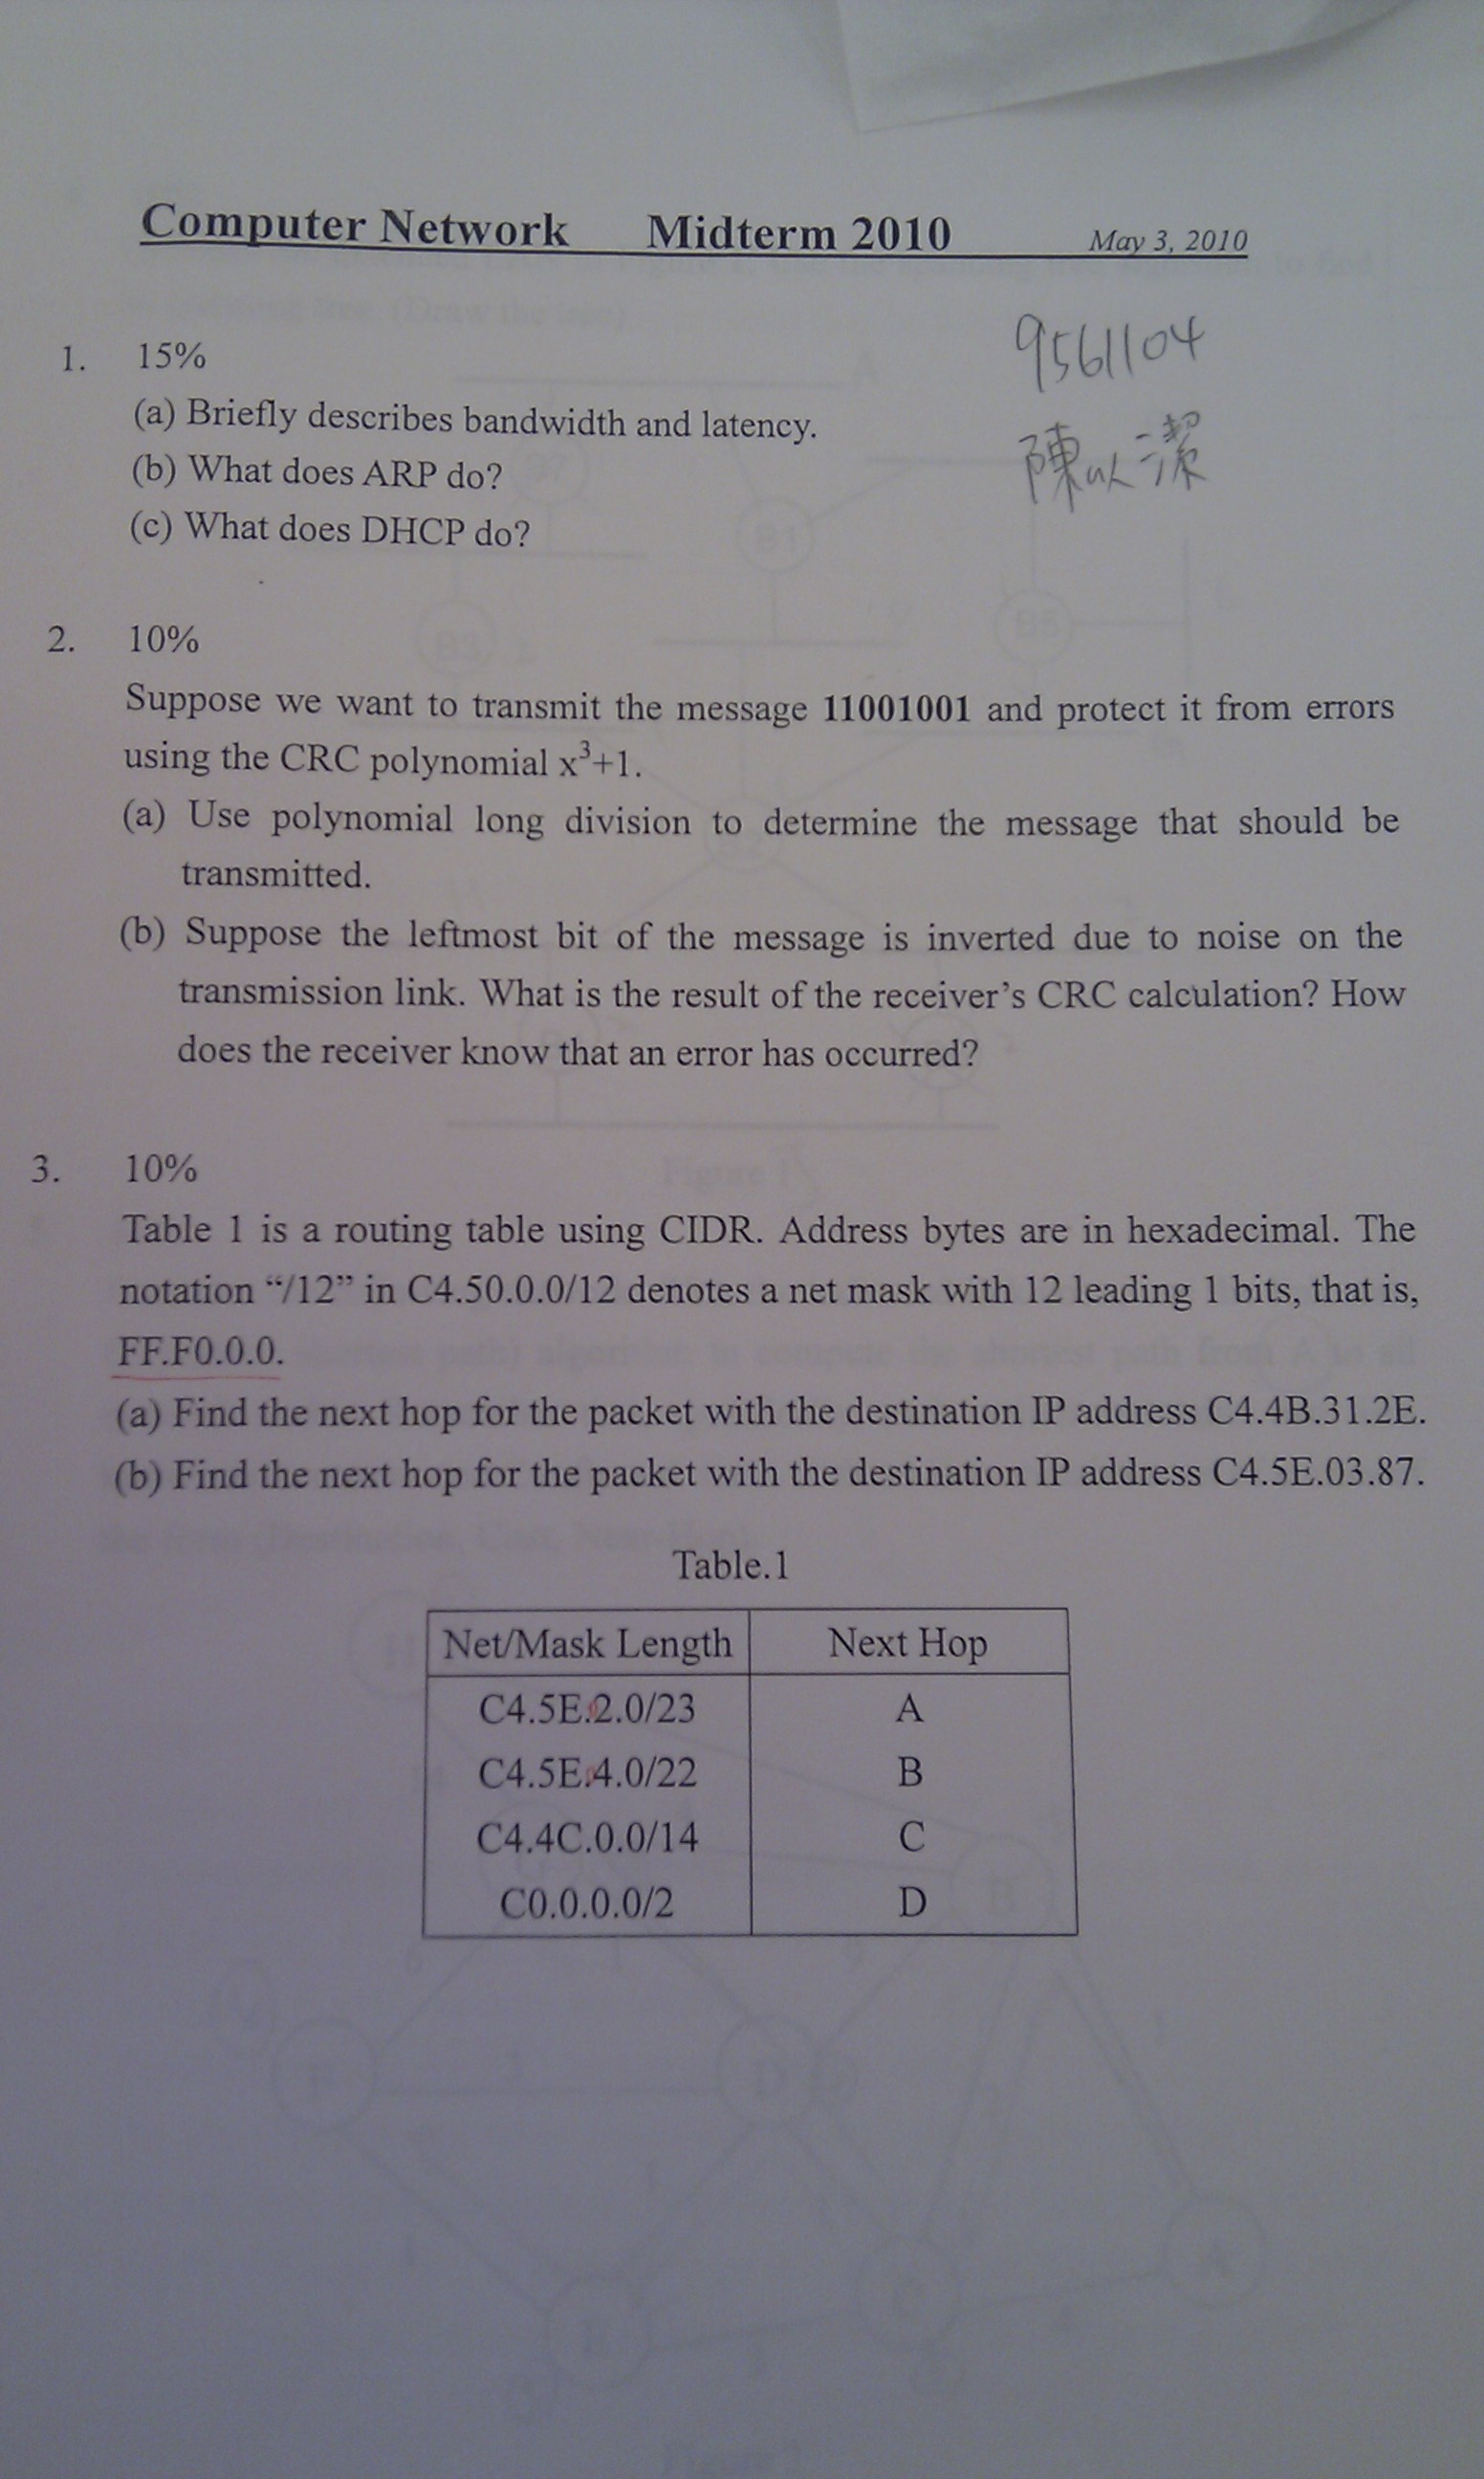 Computer Network Midterm 2010 May 3, 2010
9561104
陳以潔
1. 15%
(a) Briefly describes bandwidth and latency.
(b) What does ARP do?
(c) What does DHCP do?
2. 10%
Suppose we want to transmit the message 11001001 and protect it from errors
using the CRC polynomial x³+1.
(a) Use polynomial long division to determine the message that should be
transmitted.
(b) Suppose the leftmost bit of the message is inverted due to noise on the
transmission link. What is the result of the receiver's CRC calculation? How
does the receiver know that an error has occurred?
3. 10%
Table 1 is a routing table using CIDR. Address bytes are in hexadecimal. The
notation “/12” in C4.50.0.0/12 denotes a net mask with 12 leading 1 bits, that is,
FF.F0.0.0.
(a) Find the next hop for the packet with the destination IP address C4.4B.31.2E.
(b) Find the next hop for the packet with the destination IP address C4.5E.03.87.
Table.1
Net/Mask Length Next Hop
C4.5E.2.0/23 A
C4.5E.4.0/22 B
C4.4C.0.0/14 C
C0.0.0.0/2 D